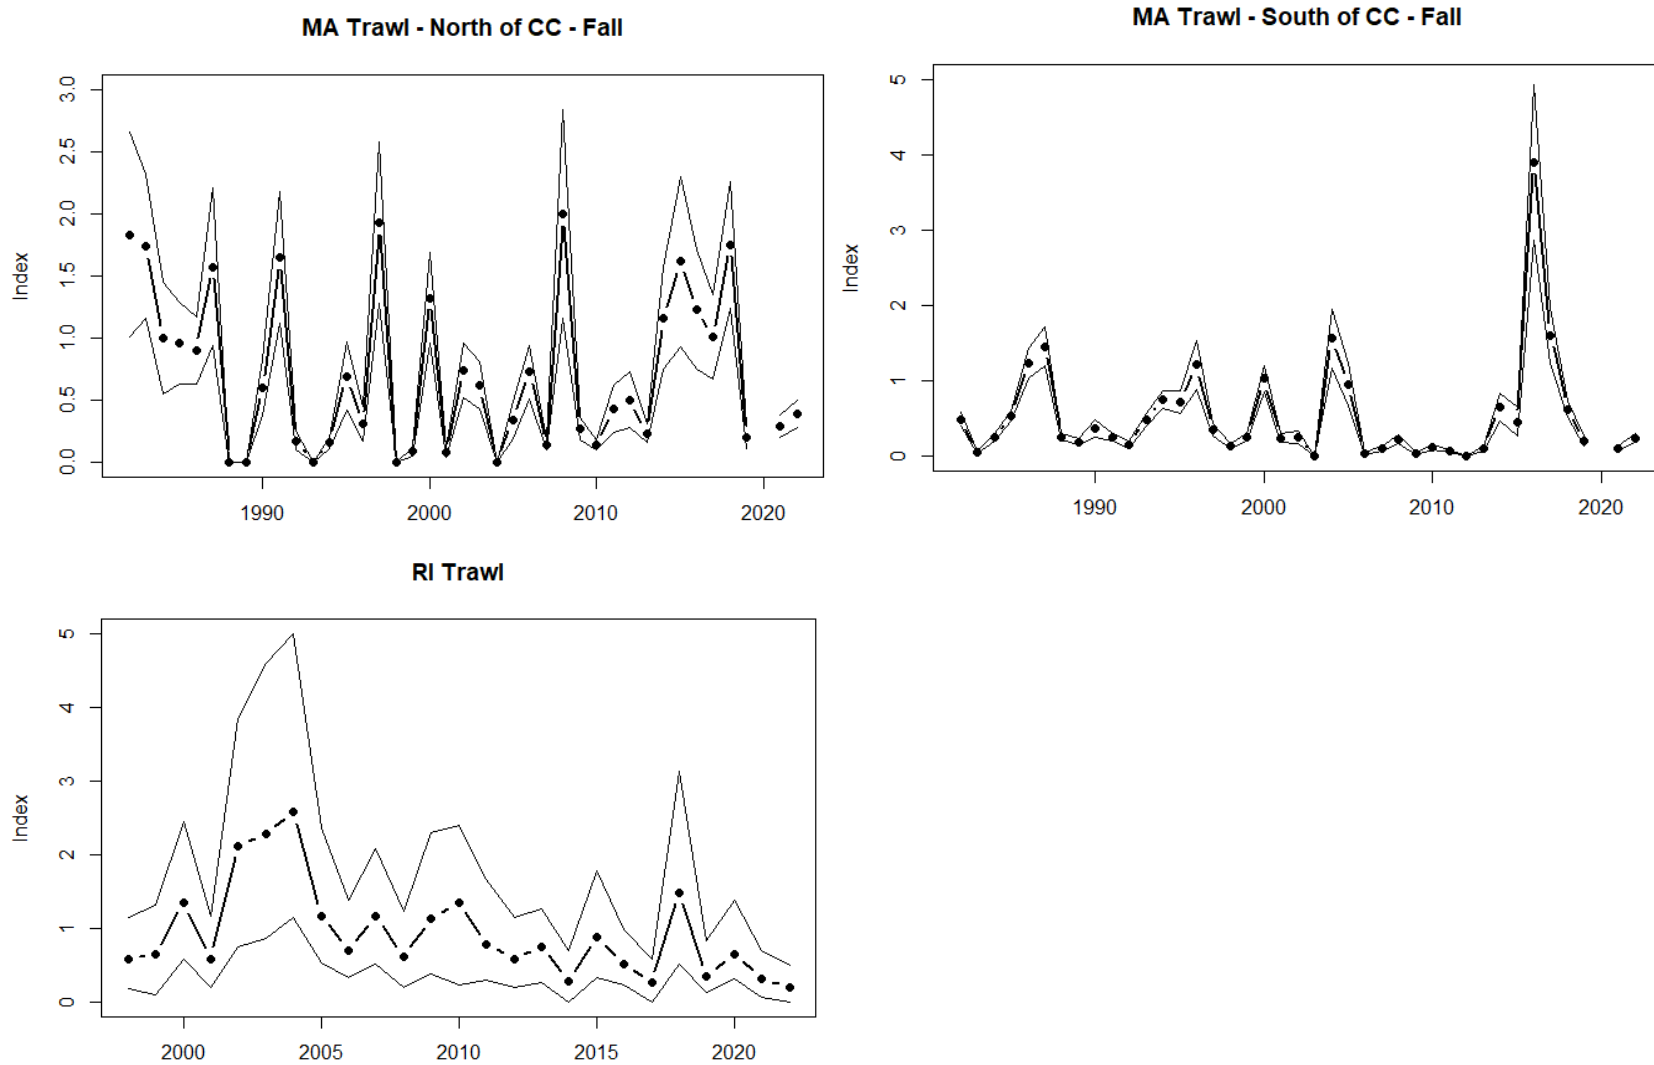 MA Trawl - North of CC - Fall
Index
0.0 0.5 1.0 1.5 2.0 2.5 3.0
1990 2000 2010 2020
MA Trawl - South of CC - Fall
Index
0 1 2 3 4 5
1990 2000 2010 2020
RI Trawl
Index
0 1 2 3 4 5
2000 2005 2010 2015 2020